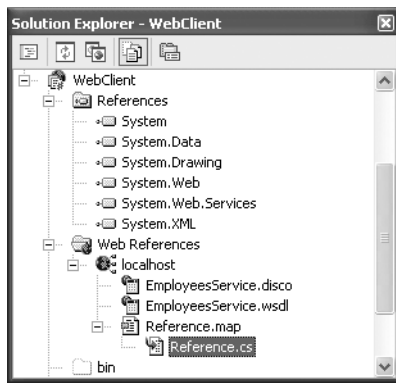 Solution Explorer - WebClient
WebClient
References
System
System.Data
System.Drawing
System.Web
System.Web.Services
System.XML
Web References
localhost
EmployeesService.disco
EmployeesService.wsdl
Reference.map
Reference.cs
bin